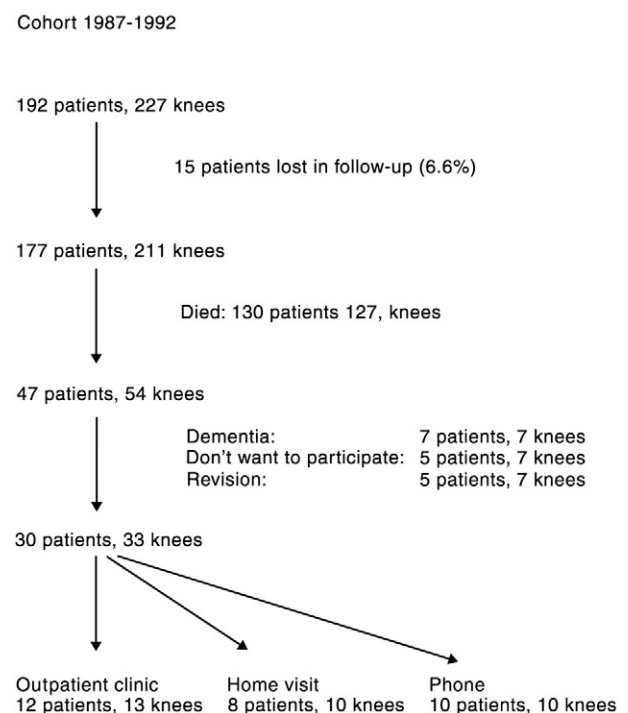 Cohort 1987-1992
192 patients, 227 knees
15 patients lost in follow-up (6.6%)
177 patients, 211 knees
Died: 130 patients 127, knees
47 patients, 54 knees
Dementia: 7 patients, 7 knees
Don't want to participate: 5 patients, 7 knees
Revision: 5 patients, 7 knees
30 patients, 33 knees
Outpatient clinic Home visit Phone
12 patients, 13 knees 8 patients, 10 knees 10 patients, 10 knees